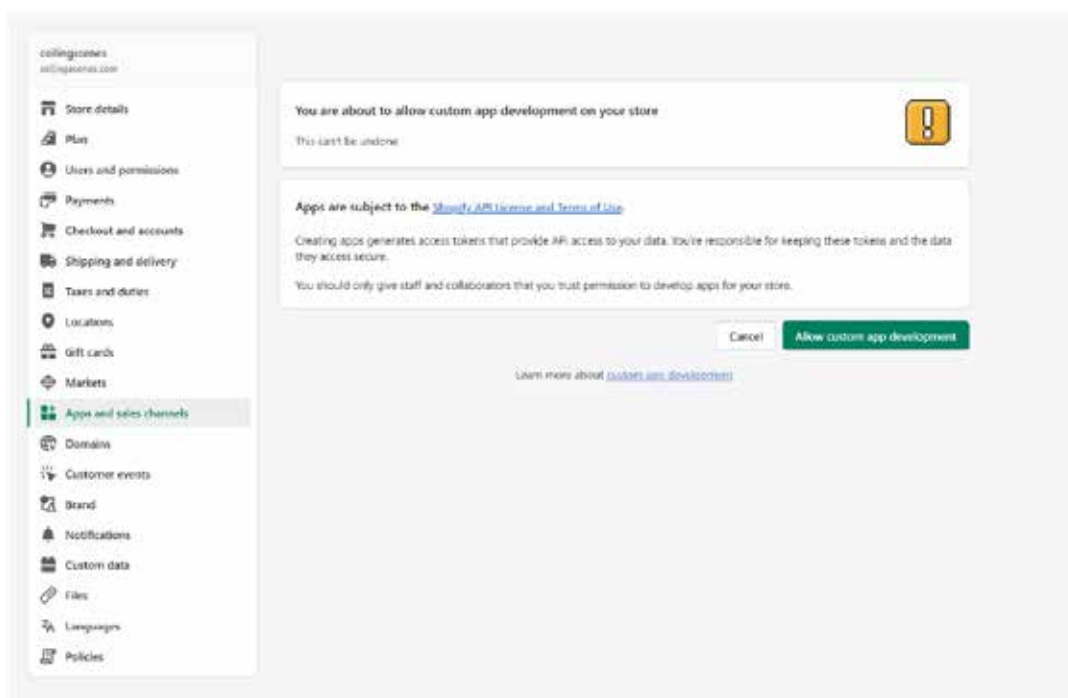 ceilingscenes
ceilingscenes.com
Store details
Plan
Users and permissions
Payments
Checkout and accounts
Shipping and delivery
Taxes and duties
Locations
Gift cards
Markets
Apps and sales channels
Domains
Customer events
Brand
Notifications
Custom data
Files
Languages
Policies
You are about to allow custom app development on your store
This can't be undone
Apps are subject to the Shopify API License and Terms of Use.
Creating apps generates access tokens that provide API access to your data. You're responsible for keeping these tokens and the data
they access secure.
You should only give staff and collaborators that you trust permission to develop apps for your store.
Cancel
Allow custom app development
Learn more about custom app development